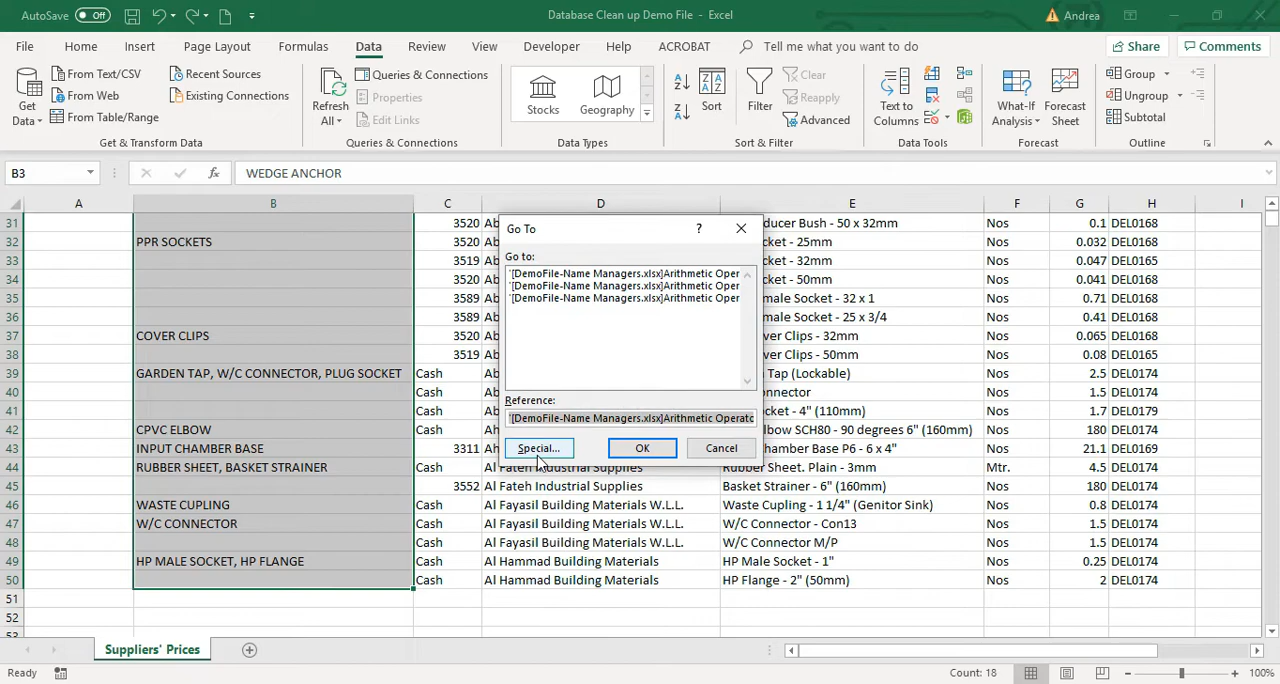 AutoSave Off Database Clean up Demo File - Excel Andrea
File Home Insert Page Layout Formulas Data Review View Developer Help ACROBAT Tell me what you want to do Share Comments
Get Data From Text/CSV Recent Sources Refresh All Queries & Connections Stocks Geography Sort Filter Clear Text to Columns What-If Analysis Forecast Sheet Group
From Web Existing Connections Properties Reapply Ungroup
From Table/Range Edit Links Advanced Subtotal
Get & Transform Data Queries & Connections Data Types Sort & Filter Data Tools Forecast Outline
B3 fx WEDGE ANCHOR
A B C D E F G H I
31 3520 Ab ducer Bush - 50 x 32mm Nos 0.1 DEL0168
32 PPR SOCKETS 3520 Ab cket - 25mm Nos 0.032 DEL0168
33 3519 Ab cket - 32mm Nos 0.047 DEL0165
34 3520 Ab cket - 50mm Nos 0.041 DEL0168
35 3589 Ab male Socket - 32 x 1 Nos 0.71 DEL0168
36 3589 Ab male Socket - 25 x 3/4 Nos 0.41 DEL0168
37 COVER CLIPS 3520 Ab ver Clips - 32mm Nos 0.065 DEL0168
38 3519 Ab ver Clips - 50mm Nos 0.08 DEL0165
39 GARDEN TAP, W/C CONNECTOR, PLUG SOCKET Cash Ab Tap (Lockable) Nos 2.5 DEL0174
40 Cash Ab nnector Nos 1.5 DEL0174
41 Cash Ab cket - 4" (110mm) Nos 1.7 DEL0174
42 CPVC ELBOW Cash Ab lbow SCH80 - 90 degrees 6" (160mm) Nos 180 DEL0174
43 INPUT CHAMBER BASE 3311 Ah hamber Base P6 - 6 x 4" Nos 21.1 DEL0169
44 RUBBER SHEET, BASKET STRAINER Cash Al Fateh Industrial Supplies Rubber Sheet. Plain - 3mm Mtr. 4.5 DEL0174
45 3552 Al Fateh Industrial Supplies Basket Strainer - 6" (160mm) Nos 180 DEL0174
46 WASTE CUPLING Cash Al Fayasil Building Materials W.L.L. Waste Cupling - 1 1/4" (Genitor Sink) Nos 0.8 DEL0174
47 W/C CONNECTOR Cash Al Fayasil Building Materials W.L.L. W/C Connector - Con13 Nos 1.5 DEL0174
48 Cash Al Fayasil Building Materials W.L.L. W/C Connector M/P Nos 1.5 DEL0174
49 HP MALE SOCKET, HP FLANGE Cash Al Hammad Building Materials HP Male Socket - 1" Nos 0.25 DEL0174
50 Cash Al Hammad Building Materials HP Flange - 2" (50mm) Nos 2 DEL0174
51
52
53
Go To ?
Go to:
'[DemoFile-Name Managers.xlsx]Arithmetic Oper
'[DemoFile-Name Managers.xlsx]Arithmetic Oper
'[DemoFile-Name Managers.xlsx]Arithmetic Oper
Reference:
'[DemoFile-Name Managers.xlsx]Arithmetic Operatc
Special... OK Cancel
Suppliers' Prices
Ready Count: 18 100%